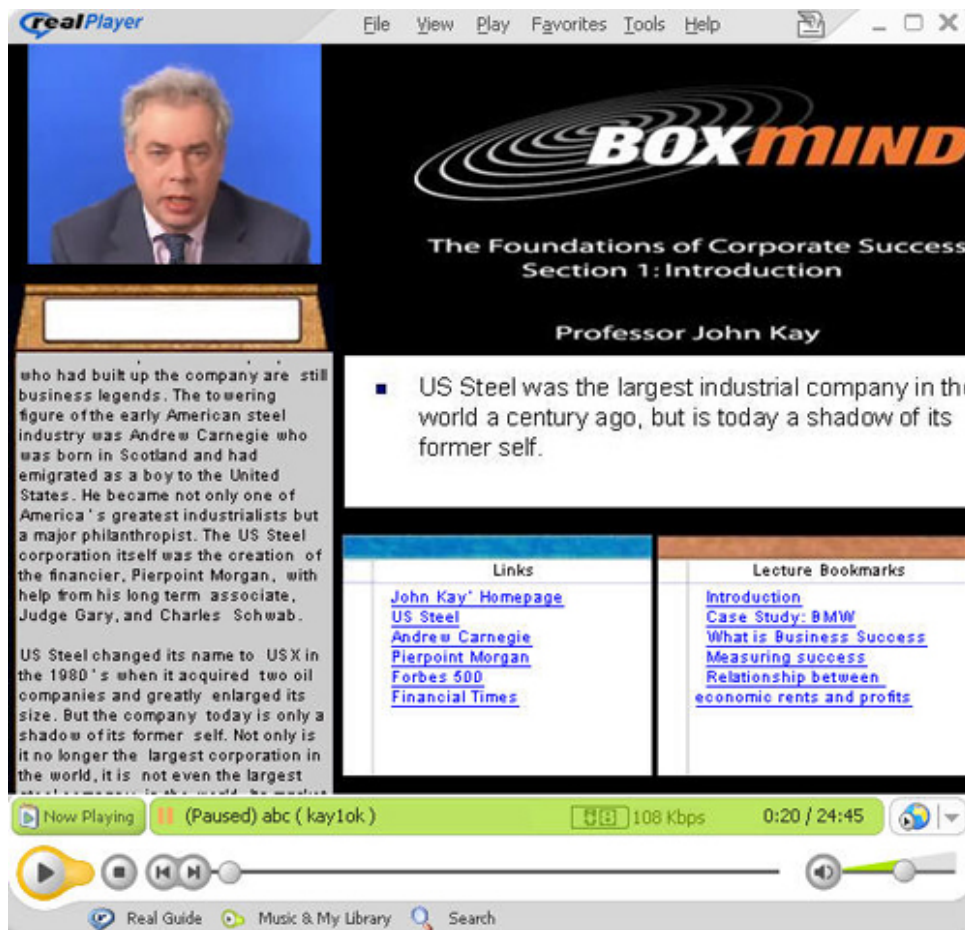 realPlayer
File View Play Favorites Tools Help
BOXMIND
The Foundations of Corporate Success
Section 1: Introduction
Professor John Kay
who had built up the company are still
business legends. The towering
figure of the early American steel
industry was Andrew Carnegie who
was born in Scotland and had
emigrated as a boy to the United
States. He became not only one of
America's greatest industrialists but
a major philanthropist. The US Steel
corporation itself was the creation of
the financier, Pierpoint Morgan, with
help from his long term associate,
Judge Gary, and Charles Schwab.
US Steel changed its name to USX in
the 1980's when it acquired two oil
companies and greatly enlarged its
size. But the company today is only a
shadow of its former self. Not only is
it no longer the largest corporation in
the world, it is not even the largest
▪ US Steel was the largest industrial company in the
world a century ago, but is today a shadow of its
former self.
Links
John Kay' Homepage
US Steel
Andrew Carnegie
Pierpoint Morgan
Forbes 500
Financial Times
Lecture Bookmarks
Introduction
Case Study: BMW
What is Business Success
Measuring success
Relationship between
economic rents and profits
Now Playing (Paused) abc ( kay1ok ) 108 Kbps 0:20 / 24:45
Real Guide Music & My Library Search